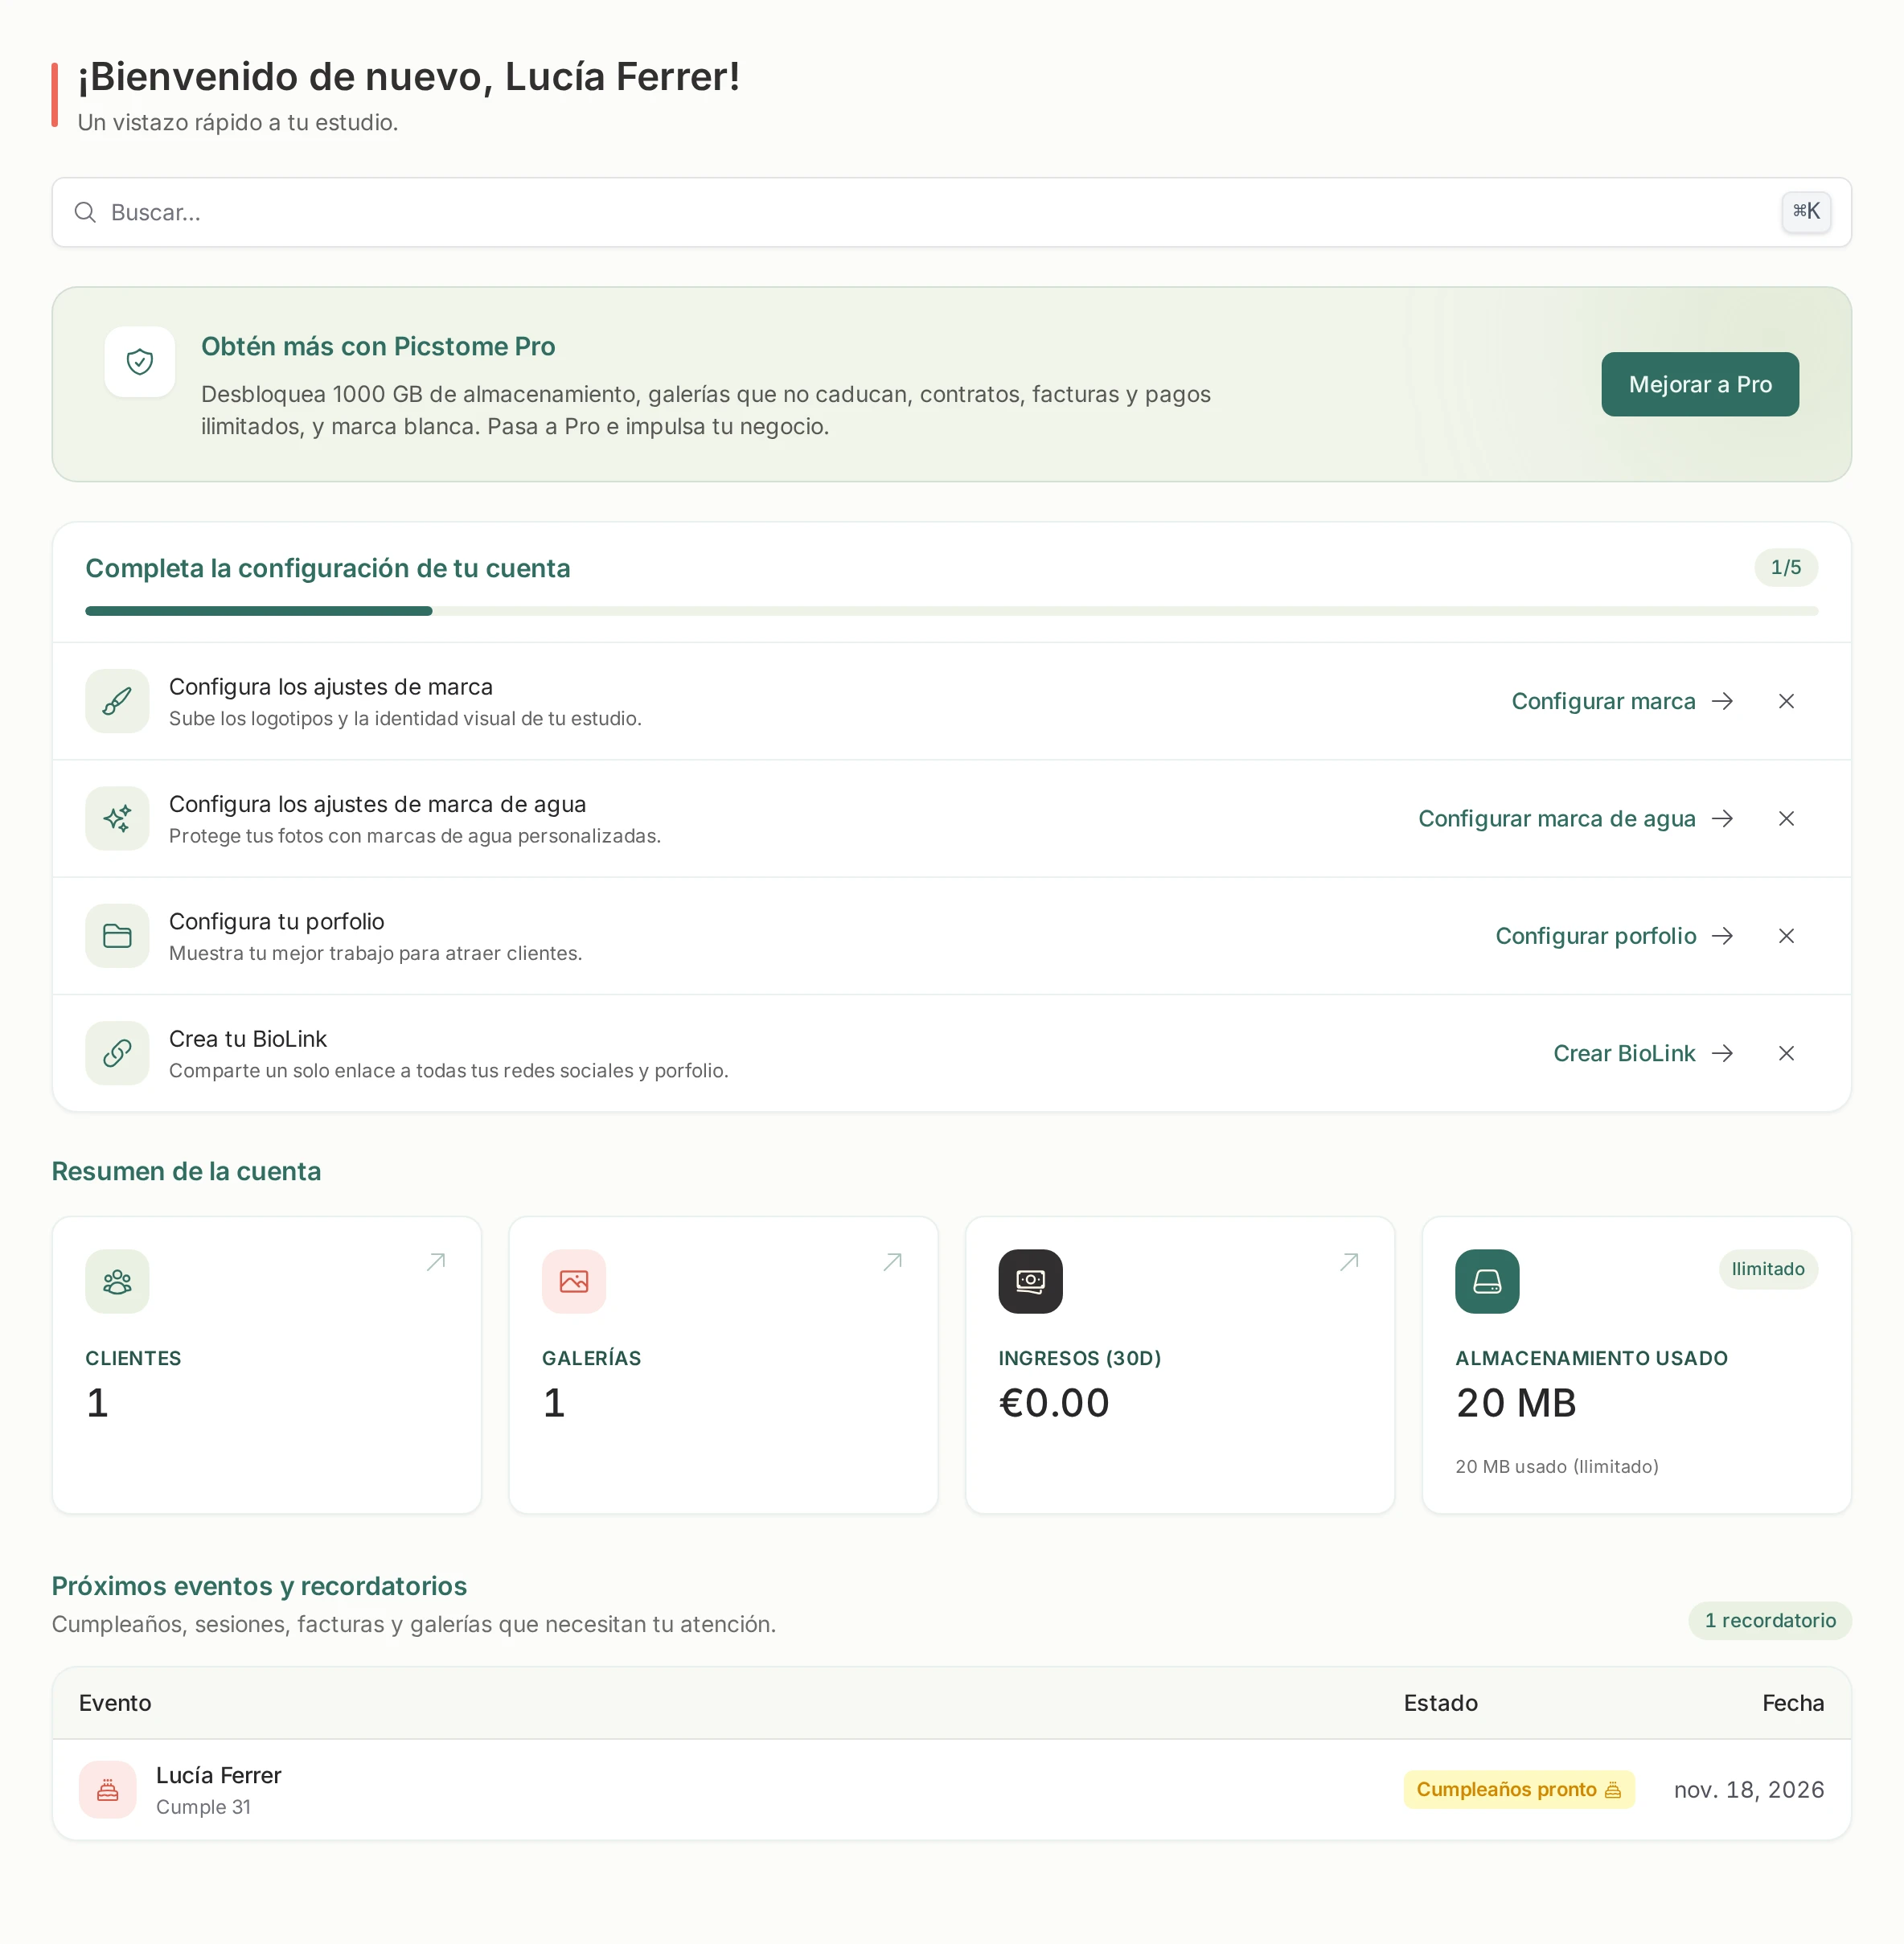 ¡Bienvenido de nuevo, Lucía Ferrer!
Un vistazo rápido a tu estudio.
Buscar...
⌘K
Obtén más con Picstome Pro
Desbloquea 1000 GB de almacenamiento, galerías que no caducan, contratos, facturas y pagos
ilimitados, y marca blanca. Pasa a Pro e impulsa tu negocio.
Mejorar a Pro
Completa la configuración de tu cuenta
1/5
Configura los ajustes de marca
Sube los logotipos y la identidad visual de tu estudio.
Configurar marca
Configura los ajustes de marca de agua
Protege tus fotos con marcas de agua personalizadas.
Configurar marca de agua
Configura tu porfolio
Muestra tu mejor trabajo para atraer clientes.
Configurar porfolio
Crea tu BioLink
Comparte un solo enlace a todas tus redes sociales y porfolio.
Crear BioLink
Resumen de la cuenta
CLIENTES
1
GALERÍAS
1
INGRESOS (30D)
€0.00
Ilimitado
ALMACENAMIENTO USADO
20 MB
20 MB usado (Ilimitado)
Próximos eventos y recordatorios
Cumpleaños, sesiones, facturas y galerías que necesitan tu atención.
1 recordatorio
Evento
Estado
Fecha
Lucía Ferrer
Cumple 31
Cumpleaños pronto
nov. 18, 2026